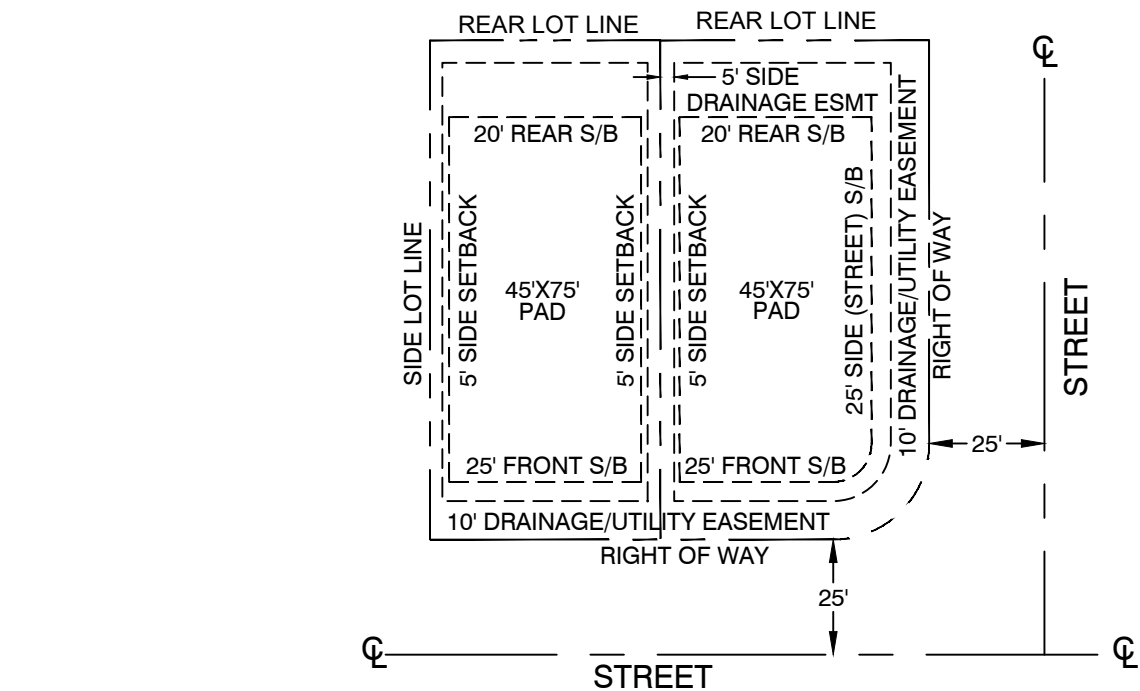 REAR LOT LINE
REAR LOT LINE
℄
5' SIDE
DRAINAGE ESMT
20' REAR S/B
20' REAR S/B
SIDE LOT LINE
5' SIDE SETBACK
45'X75'
PAD
5' SIDE SETBACK
5' SIDE SETBACK
45'X75'
PAD
25' SIDE (STREET) S/B
10' DRAINAGE/UTILITY EASEMENT
RIGHT OF WAY
STREET
25'
25' FRONT S/B
25' FRONT S/B
10' DRAINAGE/UTILITY EASEMENT
RIGHT OF WAY
25'
℄
℄
STREET